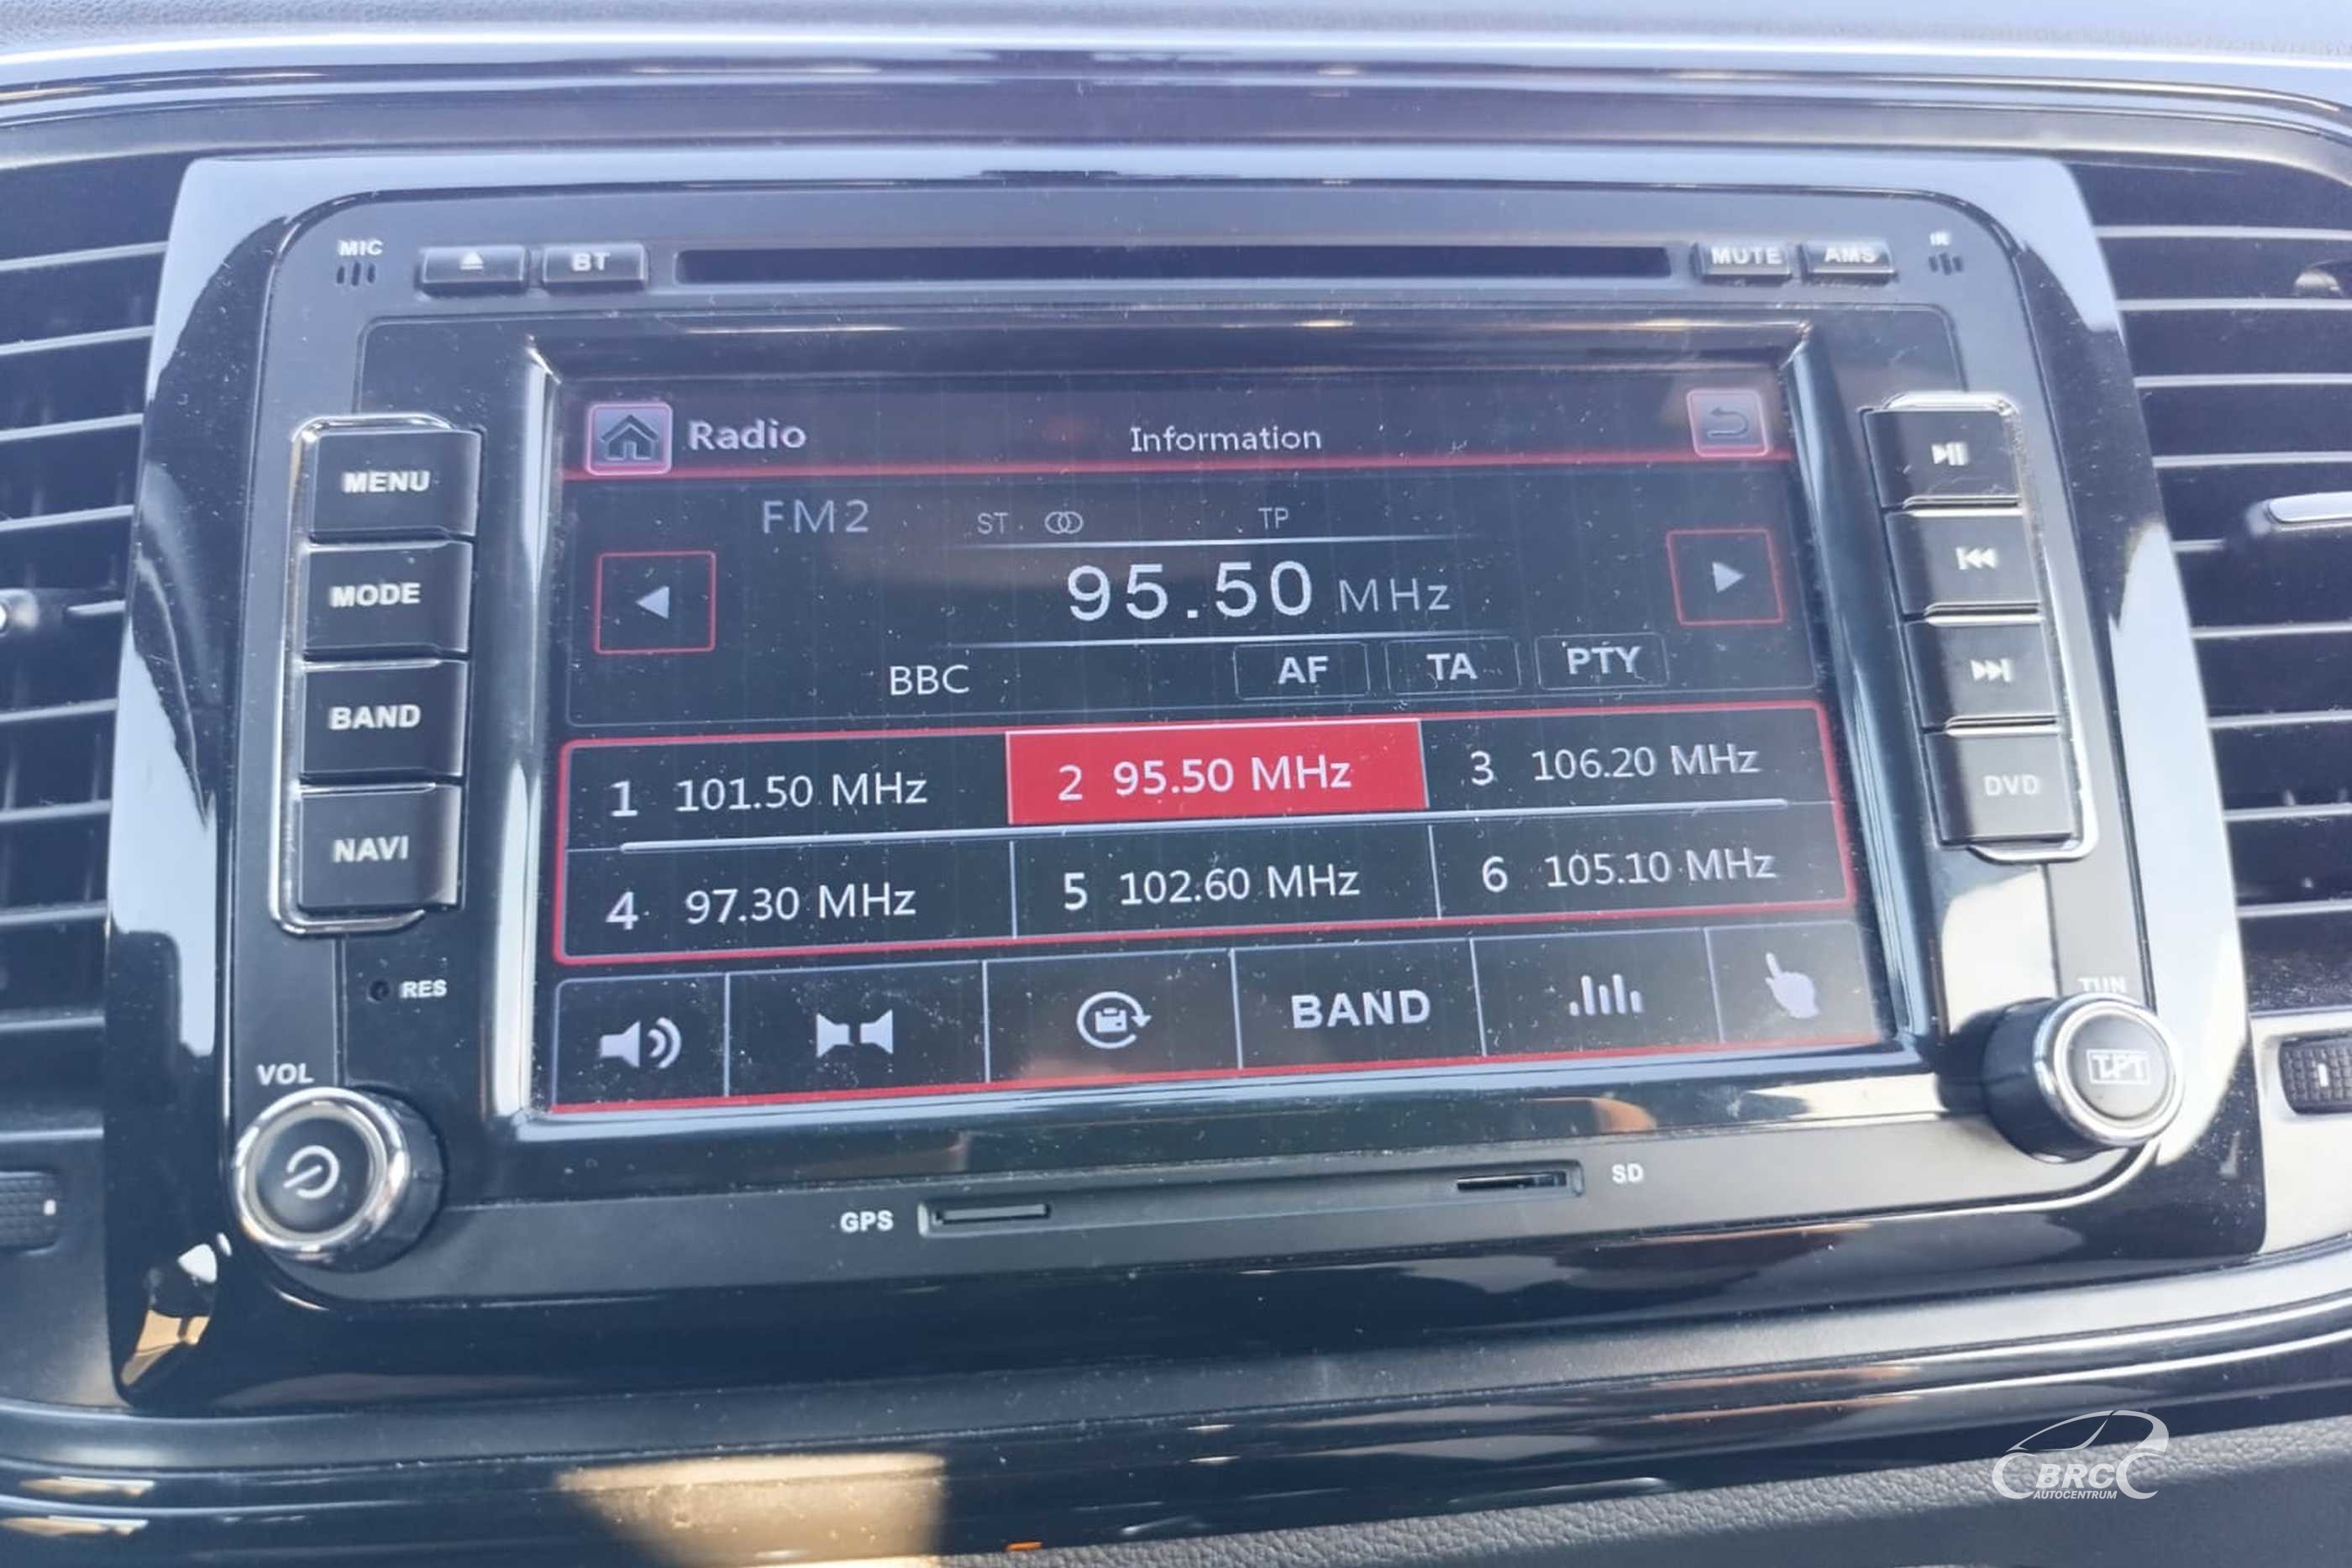 MIC
BT
MUTE
AMS
IR
MENU
MODE
BAND
NAVI
RES
VOL
Radio
Information
FM2
ST
TP
95.50 MHz
BBC
AF
TA
PTY
1 101.50 MHz
2 95.50 MHz
3 106.20 MHz
4 97.30 MHz
5 102.60 MHz
6 105.10 MHz
BAND
DVD
TUN
GPS
SD
BRC
AUTOCENTRUM